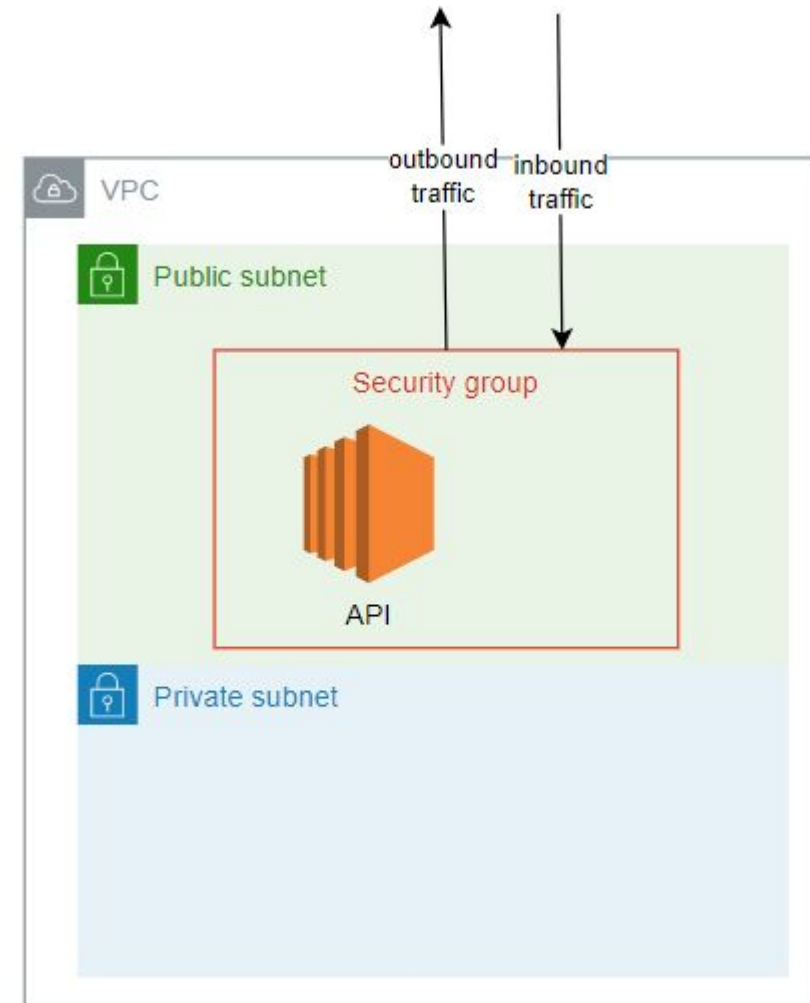 outbound
traffic
inbound
traffic
VPC
Public subnet
Security group
API
Private subnet